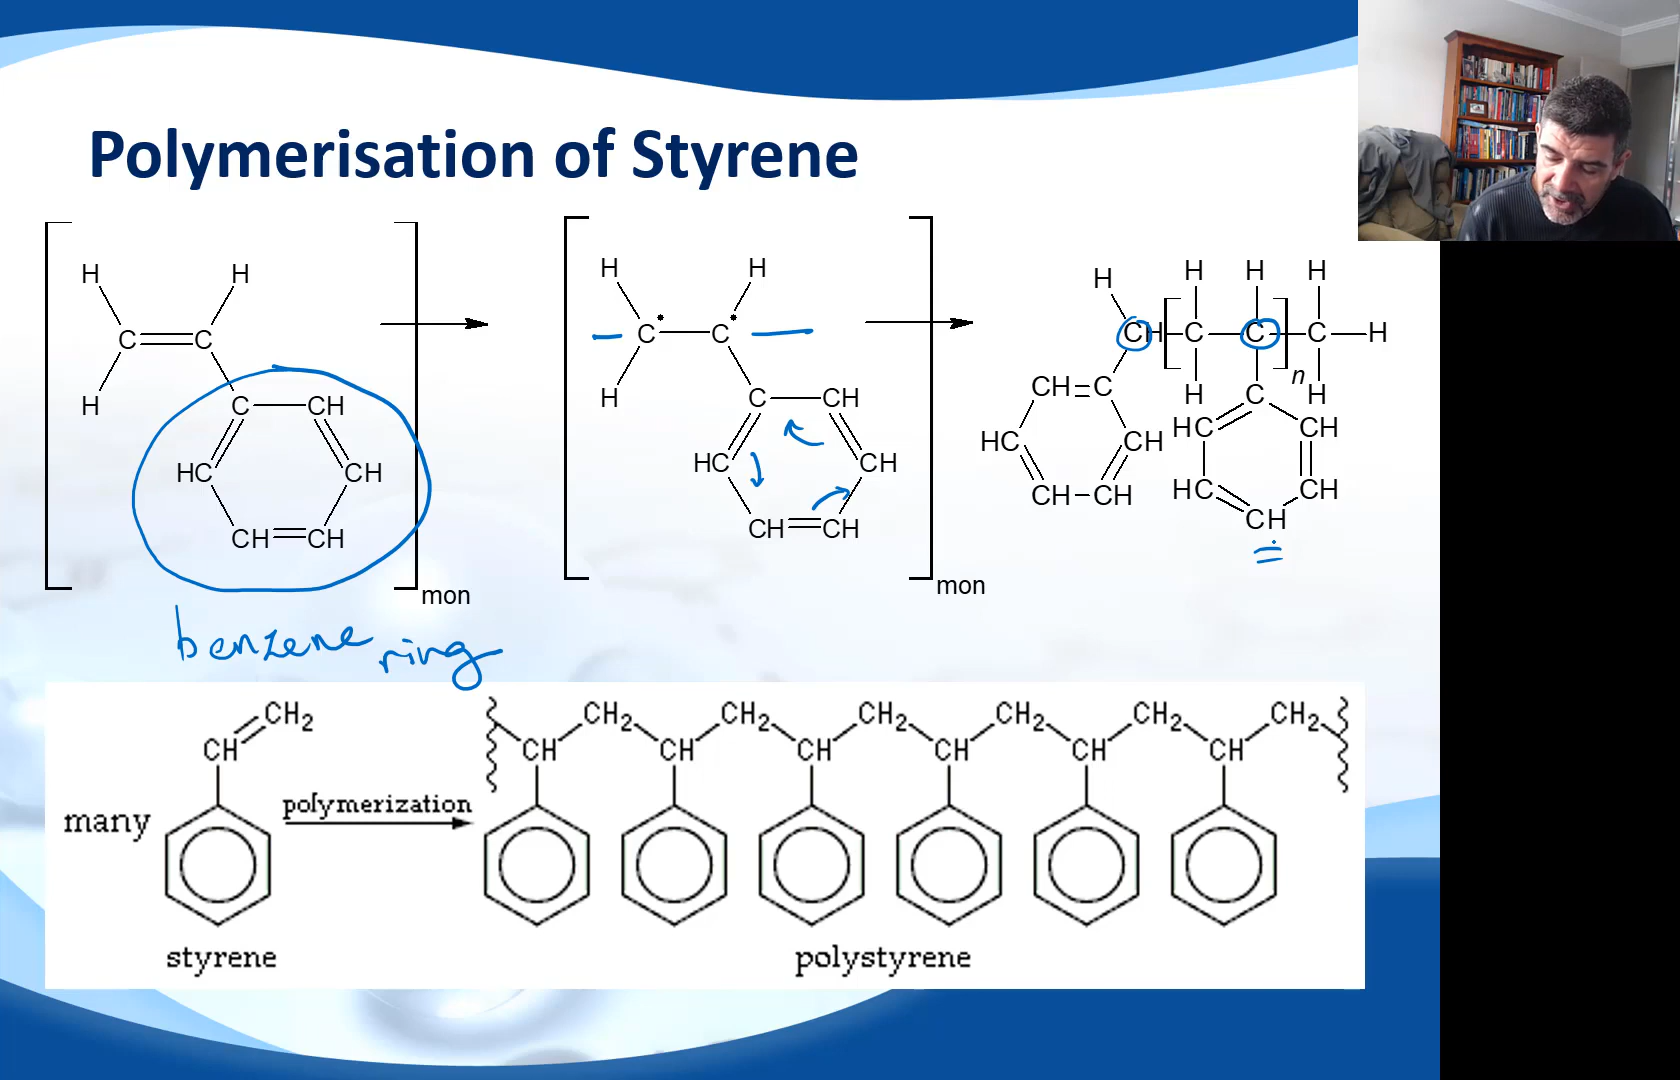 Polymerisation of Styrene
H H H H H H H H
C C C C CH C C C H
H H H H H
n
C CH C CH CH C C
HC CH HC CH HC CH HC CH
CH CH CH CH CH CH HC CH
CH
mon mon
benzene ring
CH2 CH2 CH2 CH2 CH2 CH2 CH2
CH CH CH CH CH CH CH
many polymerization
styrene polystyrene